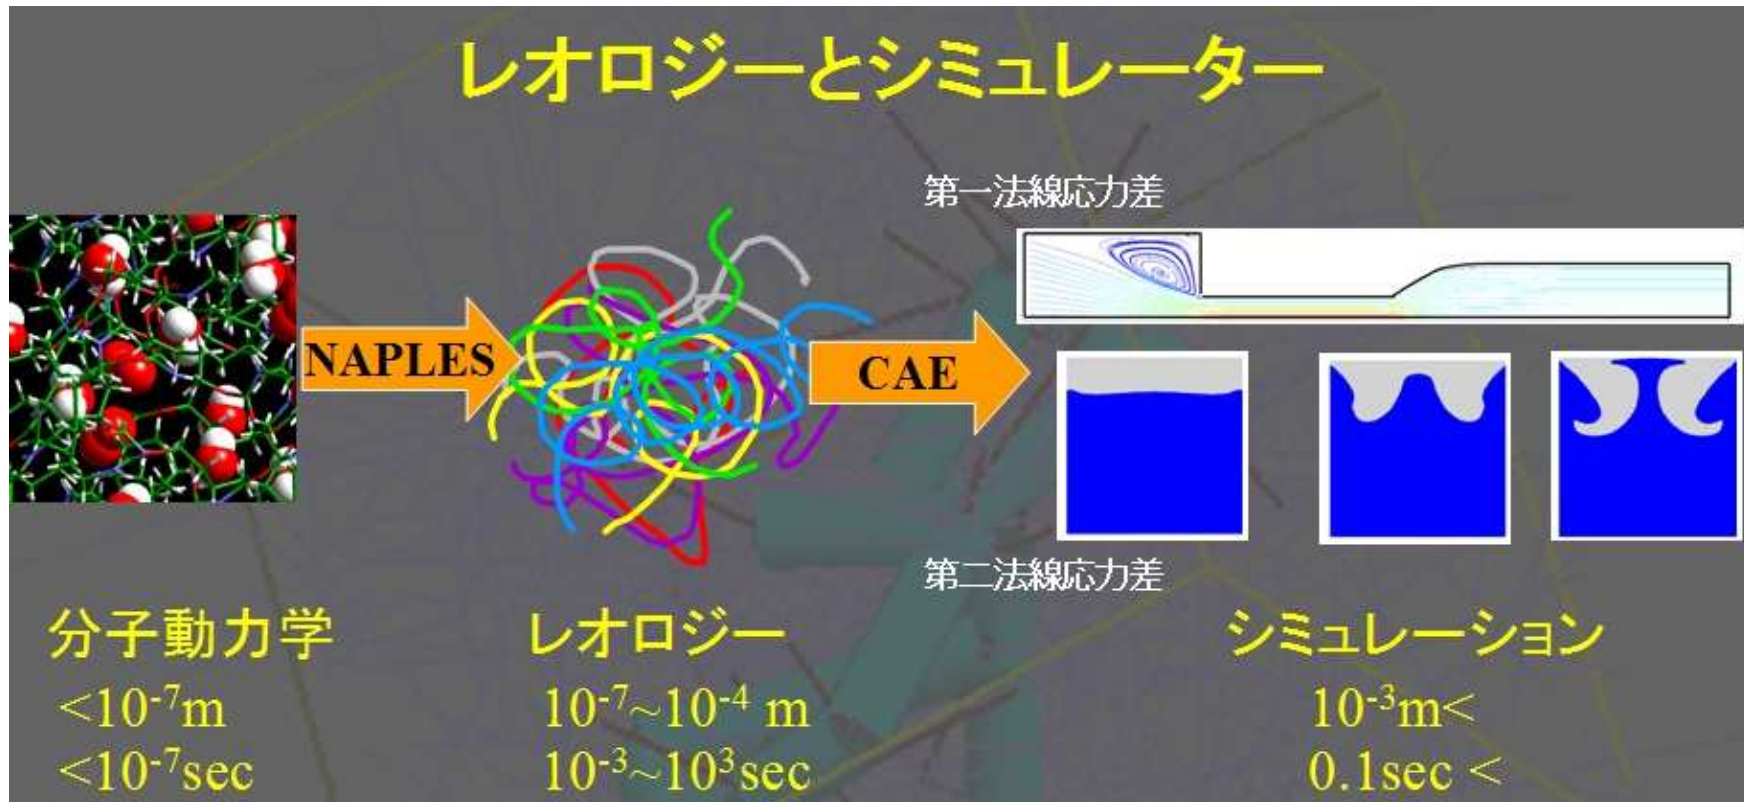 レオロジーとシミュレーター
第一法線応力差
NAPLES
CAE
第二法線応力差
分子動力学
<10⁻⁷m
<10⁻⁷sec
レオロジー
10⁻⁷~10⁻⁴ m
10⁻³~10³sec
シミュレーション
10⁻³m<
0.1sec <